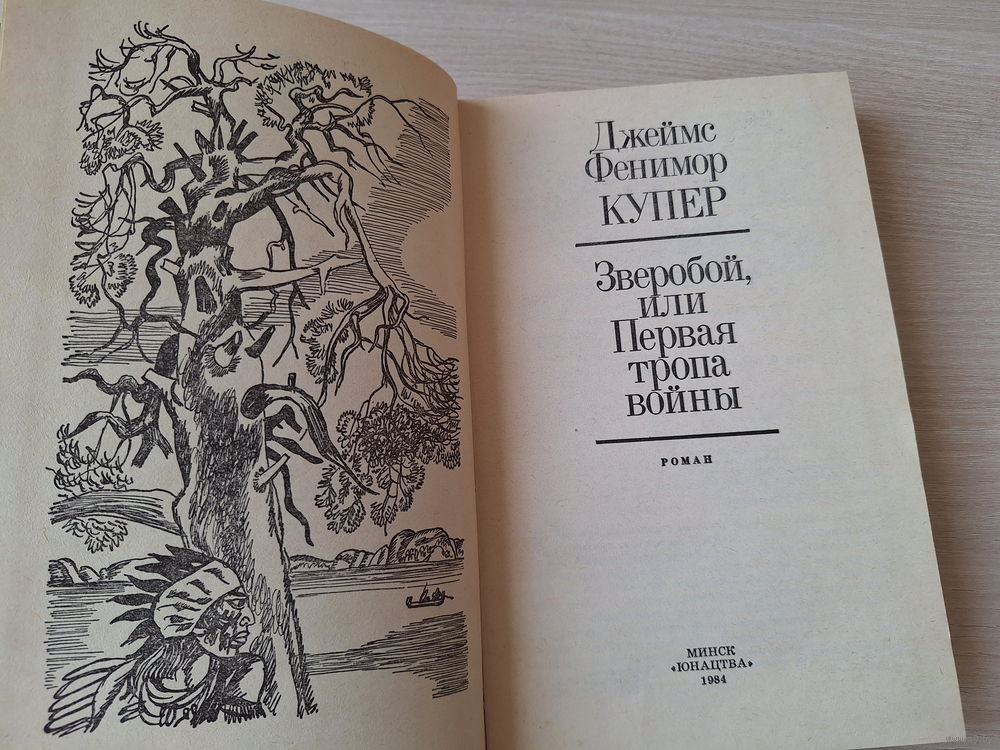 Джеймс
Фенимор
КУПЕР
Зверобой,
или
Первая
тропа
войны
РОМАН
МИНСК
«ЮНАЦТВА»
1984